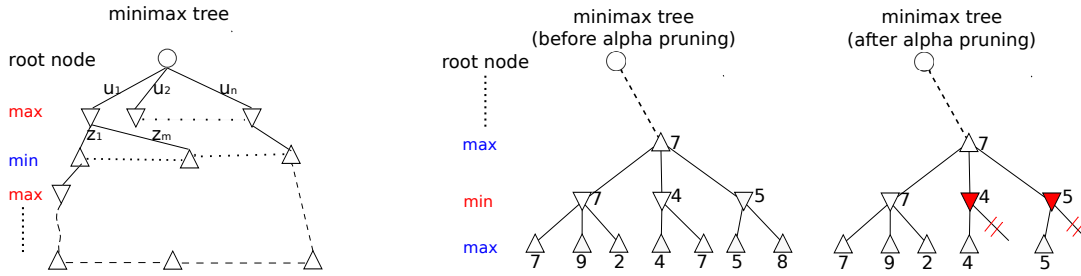 minimax tree
root node
u1
u2
un
max
z1
zm
min
max
minimax tree
(before alpha pruning)
root node
max
7
min
7
4
5
max
7
9
2
4
7
5
8
minimax tree
(after alpha pruning)
7
7
4
5
7
9
2
4
5